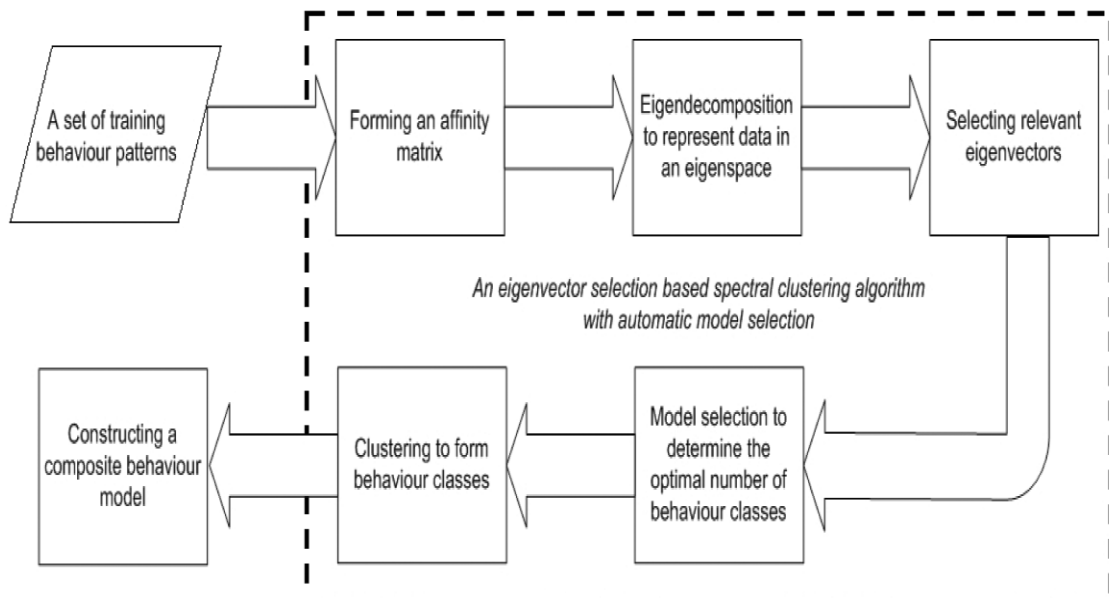 A set of training
behaviour patterns
Forming an affinity
matrix
Eigendecomposition
to represent data in
an eigenspace
Selecting relevant
eigenvectors
An eigenvector selection based spectral clustering algorithm
with automatic model selection
Model selection to
determine the
optimal number of
behaviour classes
Clustering to form
behaviour classes
Constructing a
composite behaviour
model